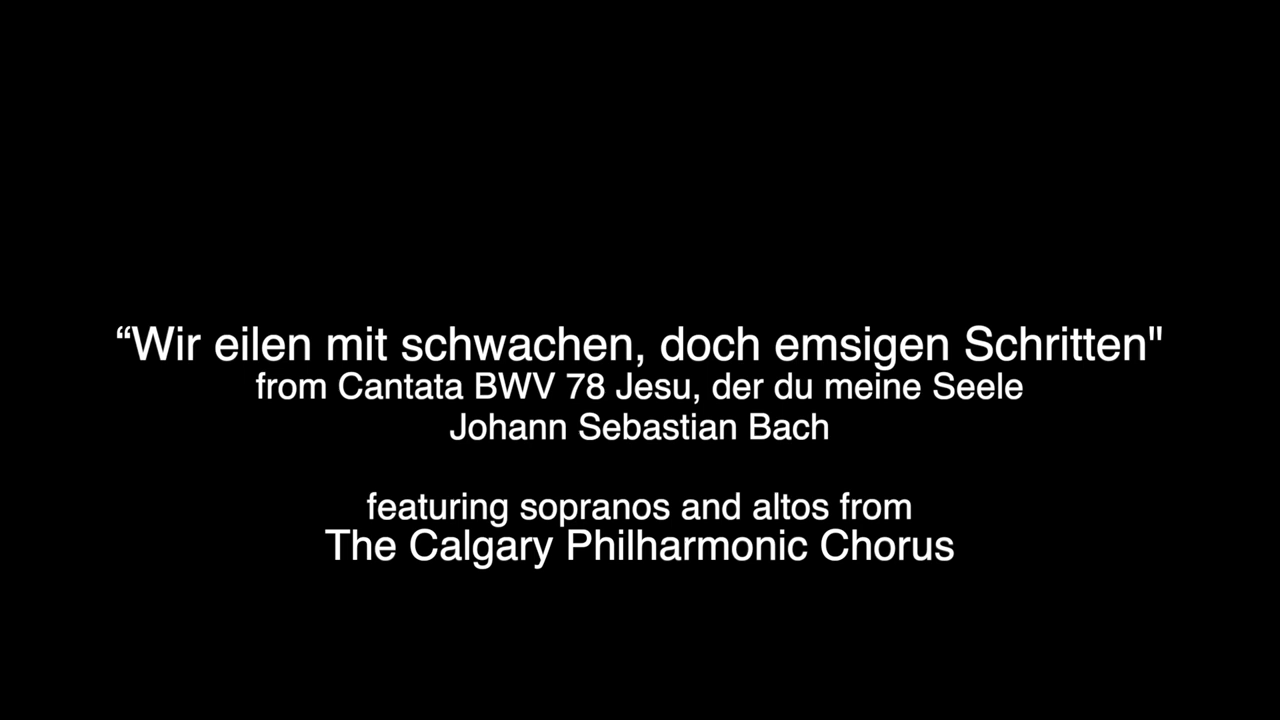 “Wir eilen mit schwachen, doch emsigen Schritten"
from Cantata BWV 78 Jesu, der du meine Seele
Johann Sebastian Bach
featuring sopranos and altos from
The Calgary Philharmonic Chorus